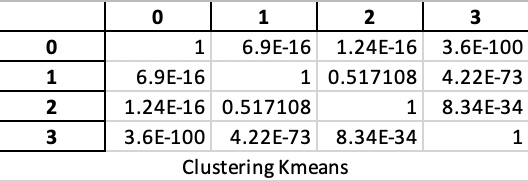 0 1 2 3
0 1 6.9E-16 1.24E-16 3.6E-100
1 6.9E-16 1 0.517108 4.22E-73
2 1.24E-16 0.517108 1 8.34E-34
3 3.6E-100 4.22E-73 8.34E-34 1
Clustering Kmeans